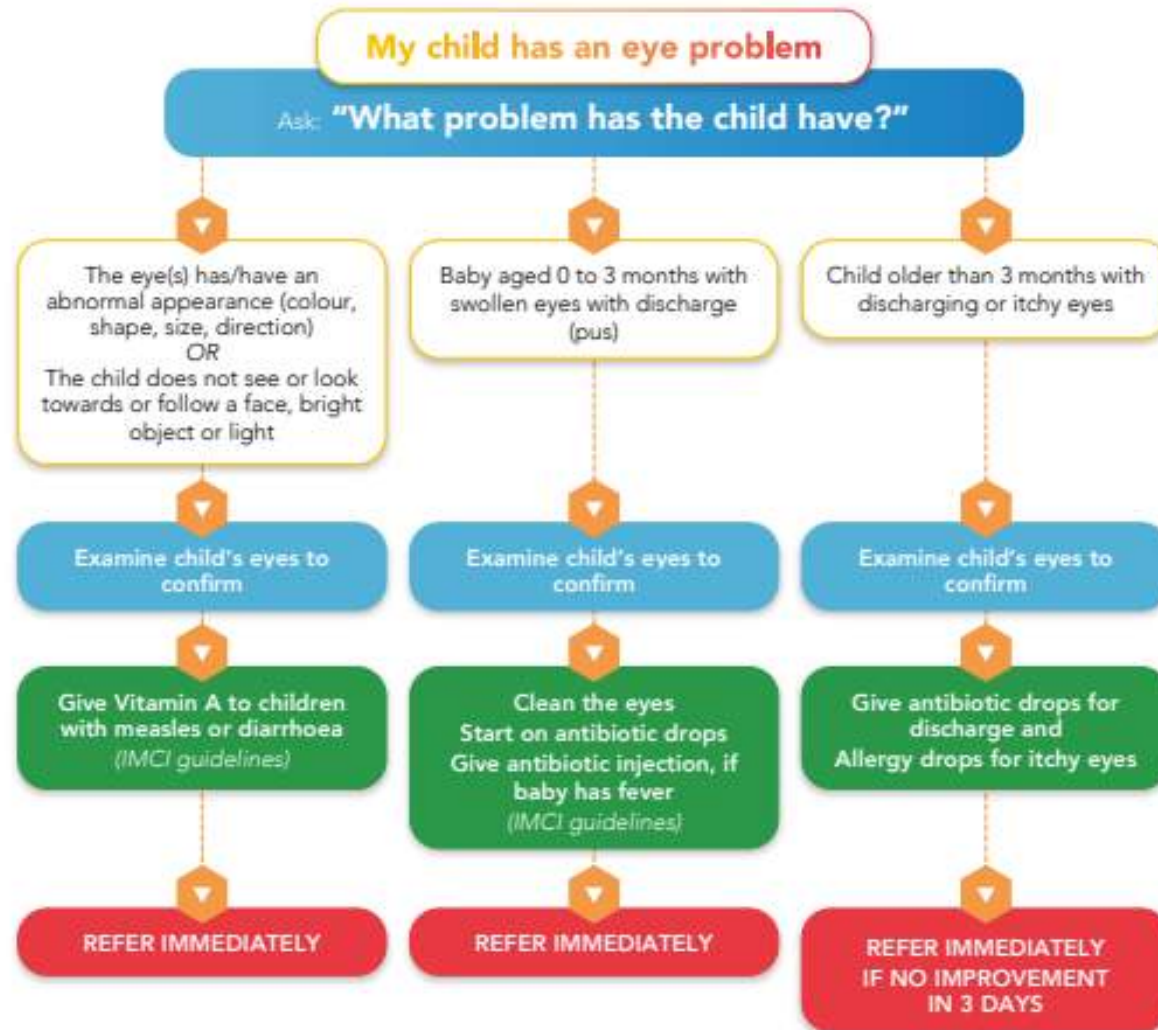 My child has an eye problem
Ask: "What problem has the child have?"
The eye(s) has/have an
abnormal appearance (colour,
shape, size, direction)
OR
The child does not see or look
towards or follow a face, bright
object or light
Examine child's eyes to
confirm
Give Vitamin A to children
with measles or diarrhoea
(IMCI guidelines)
REFER IMMEDIATELY
Baby aged 0 to 3 months with
swollen eyes with discharge
(pus)
Examine child's eyes to
confirm
Clean the eyes
Start on antibiotic drops
Give antibiotic injection, if
baby has fever
(IMCI guidelines)
REFER IMMEDIATELY
Child older than 3 months with
discharging or itchy eyes
Examine child's eyes to
confirm
Give antibiotic drops for
discharge and
Allergy drops for itchy eyes
REFER IMMEDIATELY
IF NO IMPROVEMENT
IN 3 DAYS